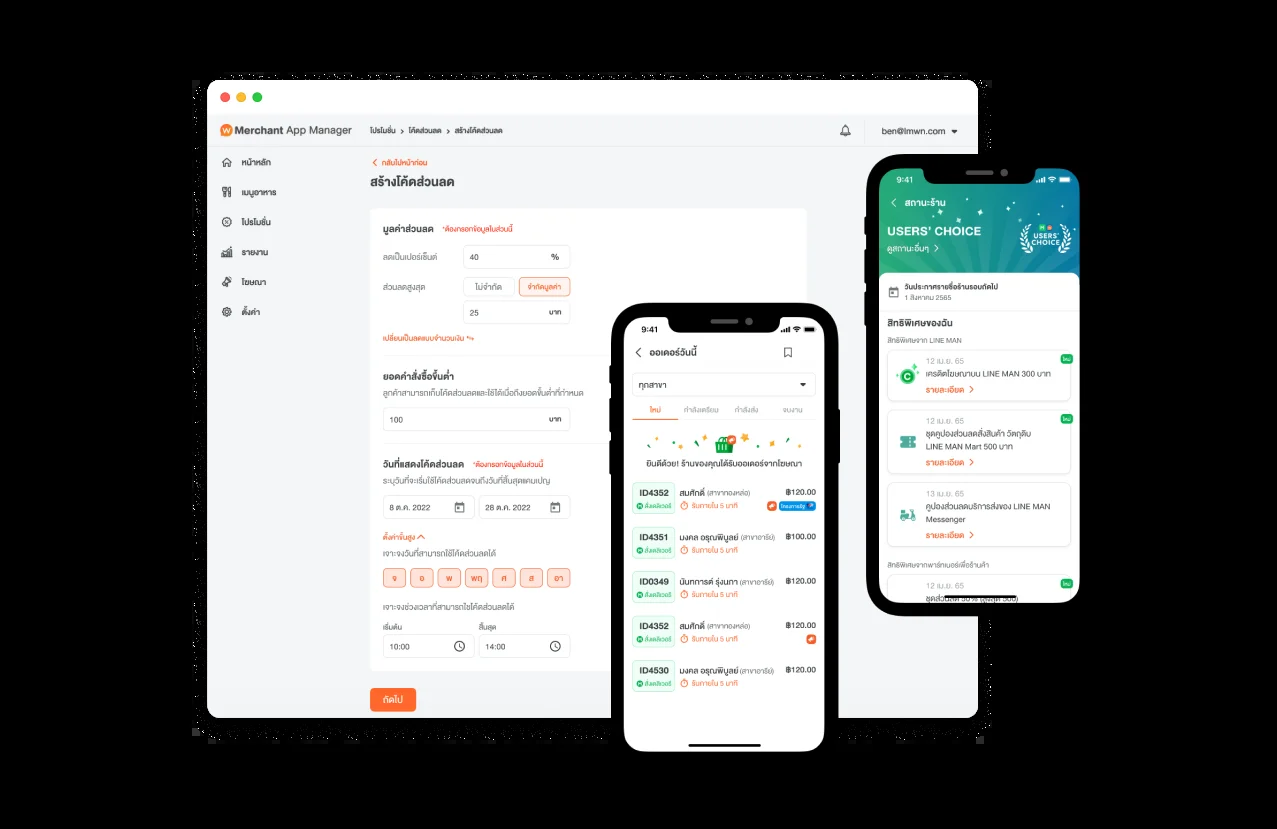 Merchant App Manager
โปรโมชั่น > โค้ดส่วนลด > สร้างโค้ดส่วนลด
ben@lmwn.com
หน้าหลัก
เมนูอาหาร
โปรโมชั่น
รายงาน
โฆษณา
ตั้งค่า
กลับไปหน้าก่อน
สร้างโค้ดส่วนลด
มูลค่าส่วนลด *ต้องกรอกข้อมูลในส่วนนี้
ลดเป็นเปอร์เซ็นต์ 40 %
ส่วนลดสูงสุด ไม่จำกัด จำกัดมูลค่า
25 บาท
เปลี่ยนเป็นลดแบบจำนวนเงิน
ยอดคำสั่งซื้อขั้นต่ำ
ลูกค้าสามารถเก็บโค้ดส่วนลดและใช้ได้เมื่อถึงยอดขั้นต่ำที่กำหนด
100 บาท
วันที่แสดงโค้ดส่วนลด *ต้องกรอกข้อมูลในส่วนนี้
ระบุวันที่จะเริ่มใช้โค้ดส่วนลดจนถึงวันที่สิ้นสุดแคมเปญ
8 ต.ค. 2022 28 ต.ค. 2022
ตั้งค่าขั้นสูง
เจาะจงวันที่สามารถใช้โค้ดส่วนลดได้
จ อ พ พฤ ศ ส อา
เจาะจงช่วงเวลาที่สามารถใช้โค้ดส่วนลดได้
เริ่มต้น สิ้นสุด
10:00 14:00
ถัดไป
9:41
ออเดอร์วันนี้
ทุกสาขา
ใหม่ กำลังเตรียม กำลังส่ง จบงาน
ยินดีด้วย! ร้านของคุณได้รับออเดอร์จากโฆษณา
ID4352 สมศักดิ์ (สาขาทองหล่อ) ฿120.00
ส่งเดลิเวอรี รับภายใน 5 นาที โครงการรัฐ
ID4351 มงคล อรุณพิบูลย์ (สาขาอารีย์) ฿100.00
ส่งเดลิเวอรี รับภายใน 5 นาที
ID0349 นันทการต์ รุ่งนภา (สาขาอารีย์) ฿120.00
ส่งเดลิเวอรี รับภายใน 5 นาที
ID4352 สมศักดิ์ (สาขาทองหล่อ) ฿120.00
ส่งเดลิเวอรี รับภายใน 5 นาที
ID4530 มงคล อรุณพิบูลย์ (สาขาอารีย์) ฿120.00
ส่งเดลิเวอรี รับภายใน 5 นาที
9:41
สถานะร้าน
USERS' CHOICE
ดูสถานะอื่นๆ >
USERS' CHOICE
วันประกาศรายชื่อร้านรอบถัดไป
1 สิงหาคม 2565
สิทธิพิเศษของฉัน
สิทธิพิเศษจาก LINE MAN
12 เม.ย. 65 ใหม่
เครดิตโฆษณาบน LINE MAN 300 บาท
รายละเอียด >
12 เม.ย. 65 ใหม่
ชุดคูปองส่วนลดสั่งสินค้า วัตถุดิบ
LINE MAN Mart 500 บาท
รายละเอียด >
13 เม.ย. 65
คูปองส่วนลดบริการส่งของ LINE MAN
Messenger
รายละเอียด >
สิทธิพิเศษจากพาร์ทเนอร์เพื่อร้านค้า
12 เม.ย. 65 ใหม่
ชุดส่วนลด 50% (สูงสุด 500)